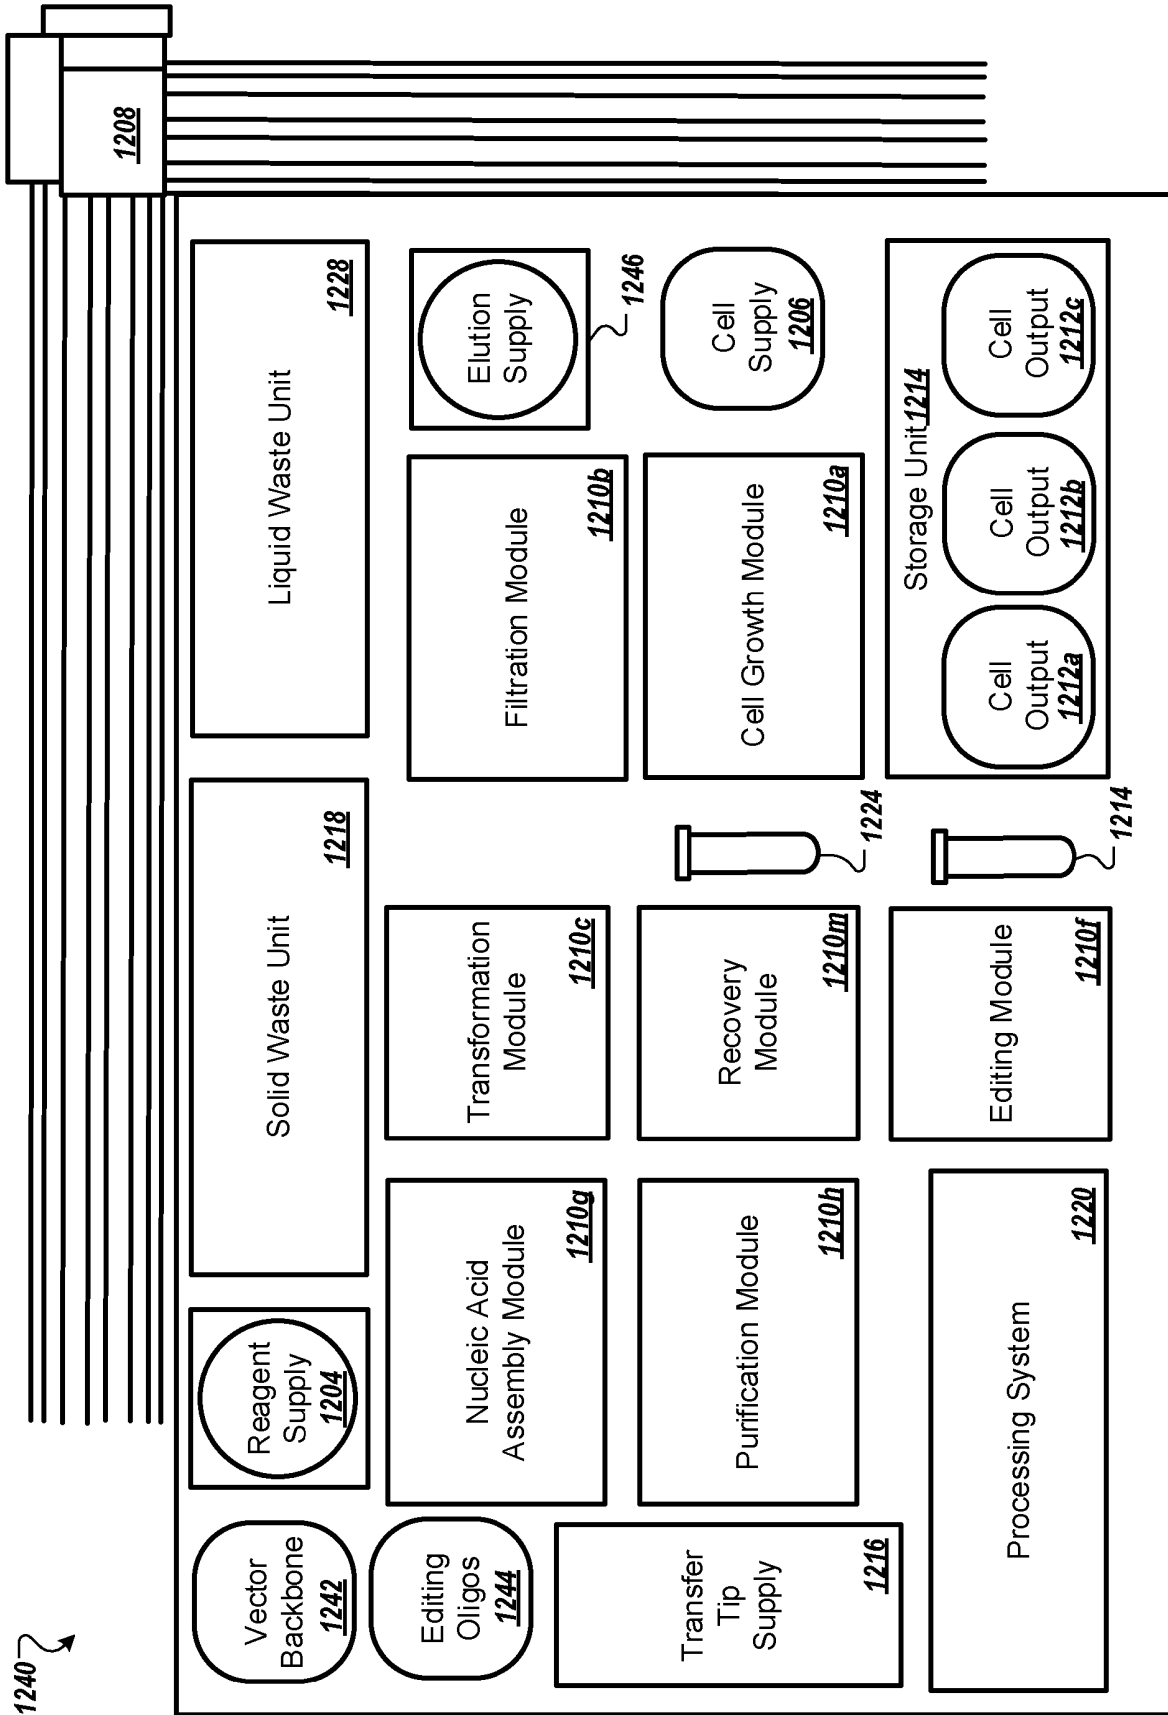 1240
1208
Vector
Backbone
1242
Reagent
Supply
1204
Solid Waste Unit
1218
Liquid Waste Unit
1228
Editing
Oligos
1244
Nucleic Acid
Assembly Module
1210g
Transformation
Module
1210c
Filtration Module
1210b
Elution
Supply
1246
Transfer
Tip
Supply
1216
Purification Module
1210h
Recovery
Module
1210m
1224
Cell Growth Module
1210a
Cell
Supply
1206
Processing System
1220
Editing Module
1210f
1214
Storage Unit 1214
Cell
Output
1212a
Cell
Output
1212b
Cell
Output
1212c